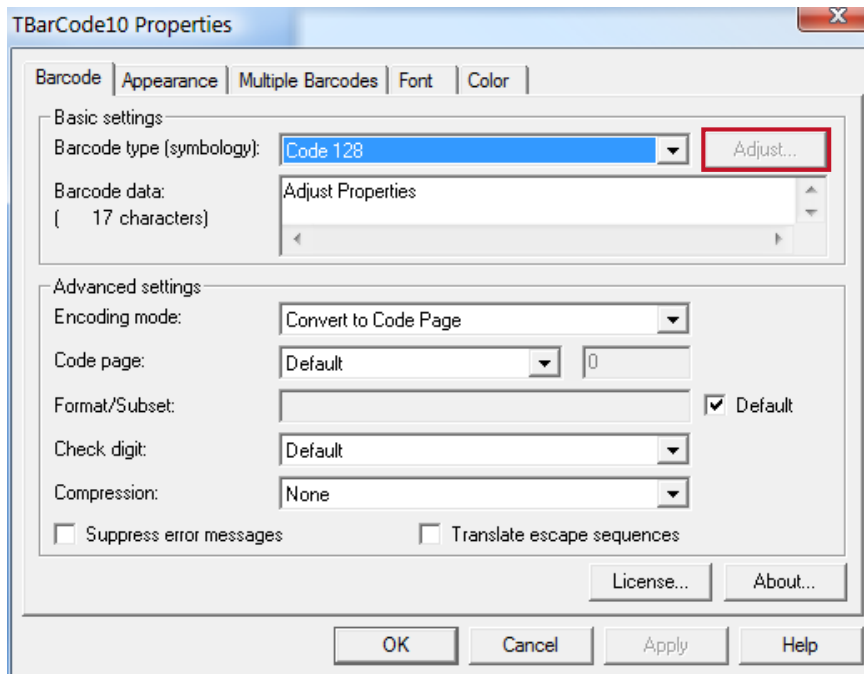 TBarCode10 Properties
Barcode Appearance Multiple Barcodes Font Color
Basic settings
Barcode type (symbology): Code 128 Adjust...
Barcode data: Adjust Properties
( 17 characters)
Advanced settings
Encoding mode: Convert to Code Page
Code page: Default 0
Format/Subset: Default
Check digit: Default
Compression: None
Suppress error messages Translate escape sequences
License... About...
OK Cancel Apply Help